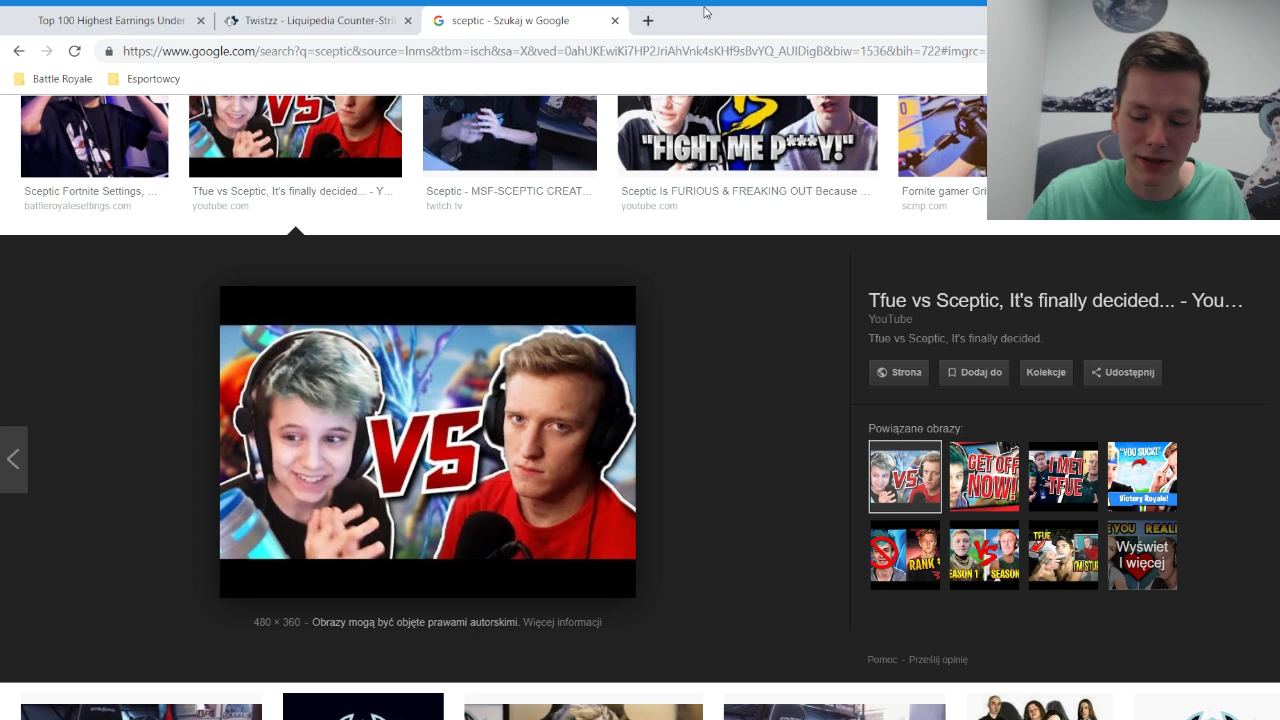 Top 100 Highest Earnings Under
Twistzz - Liquipedia Counter-Stri
sceptic - Szukaj w Google
https://www.google.com/search?q=sceptic&source=lnms&tbm=isch&sa=X&ved=0ahUKEwiKi7HP2JriAhVnk4sKHf9sBvYQ_AUIDigB&biw=1536&bih=722#imgrc=
Battle Royale
Esportowcy
VS
"FIGHT ME P***Y!"
Sceptic Fortnite Settings, ...
Tfue vs Sceptic, It's finally decided... - Y...
Sceptic - MSF-SCEPTIC CREAT...
Sceptic Is FURIOUS & FREAKING OUT Because ...
Fornite gamer Gri
battleroyalesettings.com
youtube.com
twitch.tv
youtube.com
scmp.com
VS
Tfue vs Sceptic, It's finally decided... - You...
YouTube
Tfue vs Sceptic, It's finally decided.
Strona
Dodaj do
Kolekcje
Udostępnij
Powiązane obrazy:
VS
GET OFF
NOW!
I MET
TFUE
"YOU SUCK!"
Victory Royale!
RANK
VS
SEASON 1
SEASON
TFUE
I'M STU
YOU REAL
Wyświet
l więcej
480 × 360 - Obrazy mogą być objęte prawami autorskimi. Więcej informacji
Pomoc - Prześlij opinię